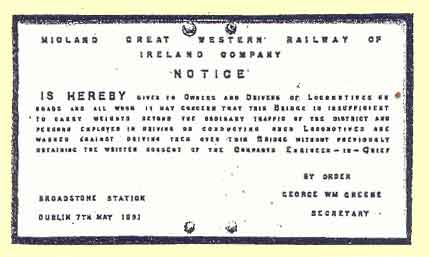 MIDLAND GREAT WESTERN RAILWAY OF
IRELAND COMPANY
NOTICE
IS HEREBY GIVEN TO OWNERS AND DRIVERS OF LOCOMOTIVES ON
ROADS AND ALL WHOM IT MAY CONCERN THAT THIS BRIDGE IS INSUFFICIENT
TO CARRY WEIGHTS BEYOND THE ORDINARY TRAFFIC OF THE DISTRICT AND
PERSONS EMPLOYED IN DRIVING OR CONDUCTING SUCH LOCOMOTIVES ARE
WARNED AGAINST DRIVING THEM OVER THIS BRIDGE WITHOUT PREVIOUSLY
OBTAINING THE WRITTEN CONSENT OF THE COMPANYS ENGINEER-IN-CHIEF
BY ORDER
BROADSTONE STATION
GEORGE WM GREENE
DUBLIN 7TH MAY 1891
SECRETARY